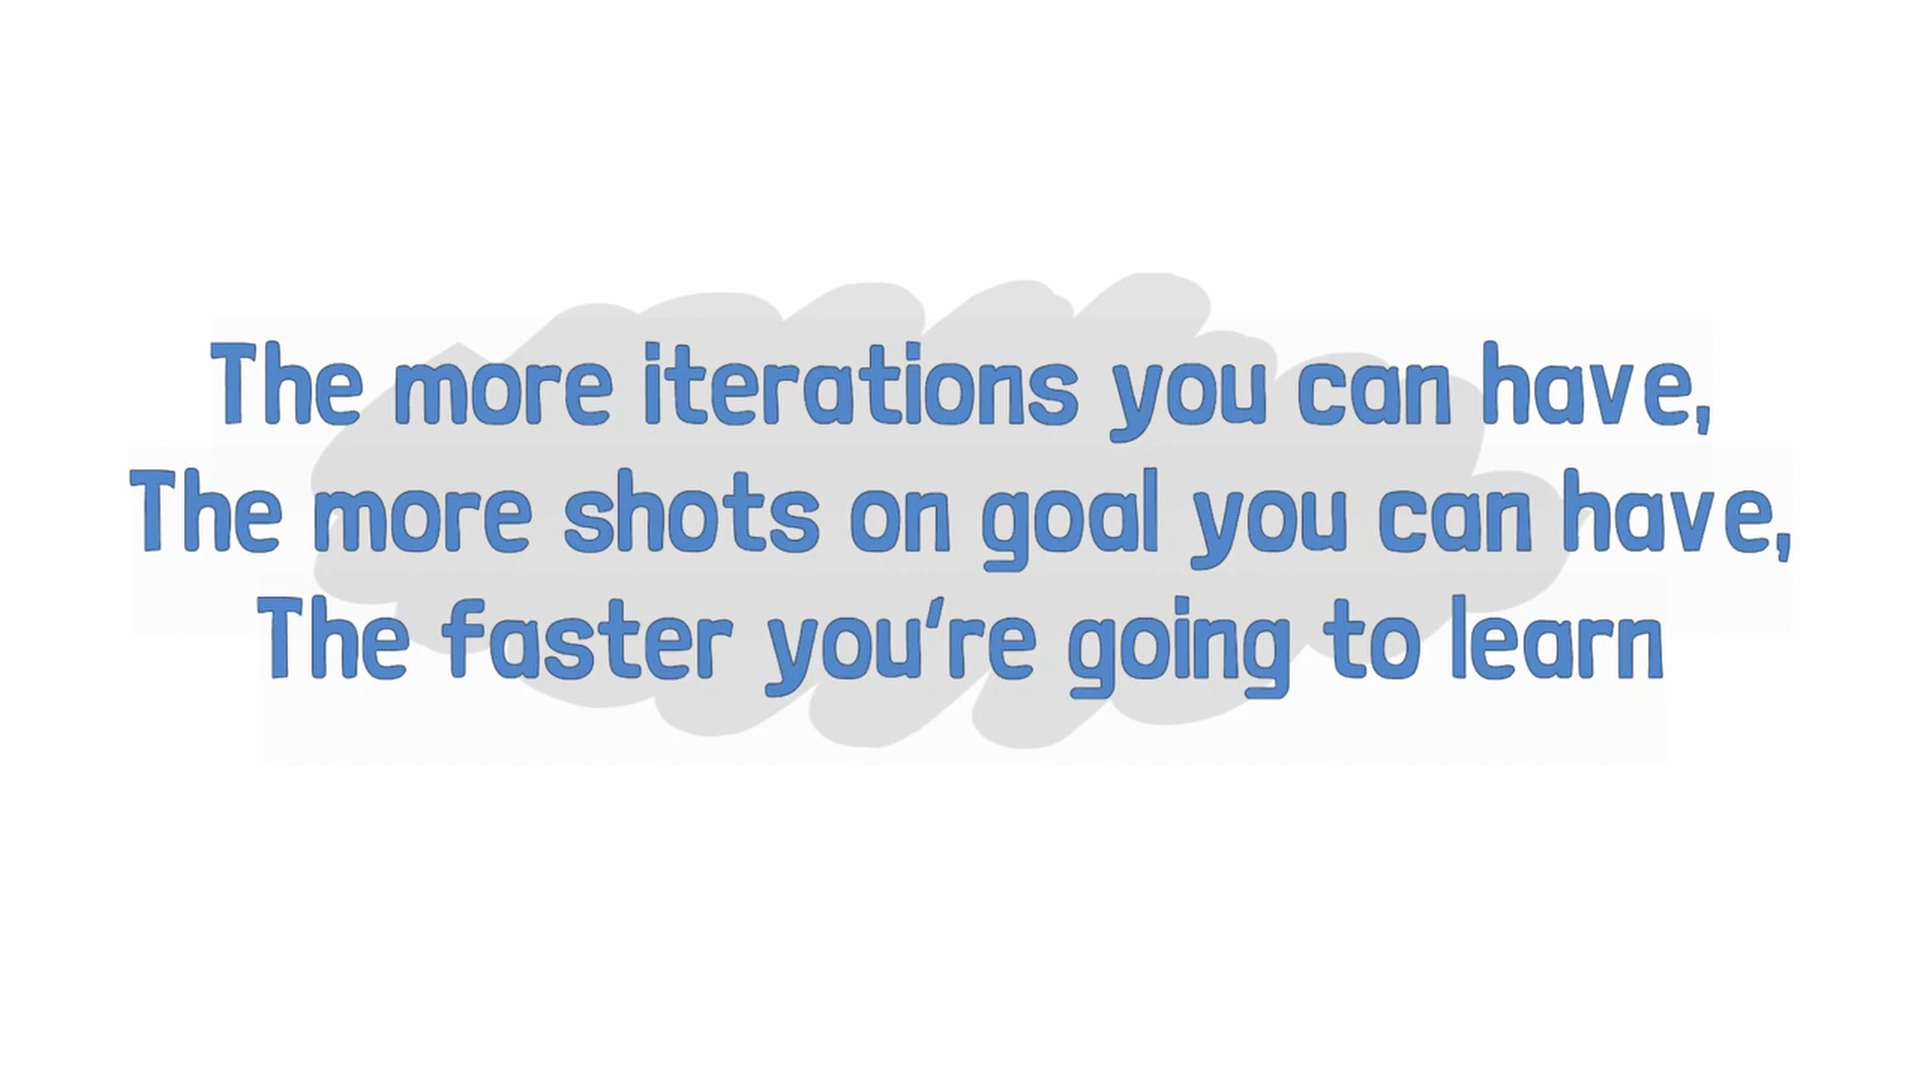 The more iterations you can have,
The more shots on goal you can have,
The faster you're going to learn